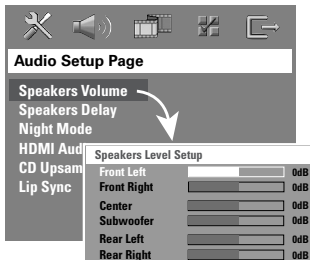 Audio Setup Page
Speakers Volume
Speakers Delay
Night Mode
HDMI Aud
CD Upsam
Lip Sync
Speakers Level Setup
Front Left 0dB
Front Right 0dB
Center 0dB
Subwoofer 0dB
Rear Left 0dB
Rear Right 0dB